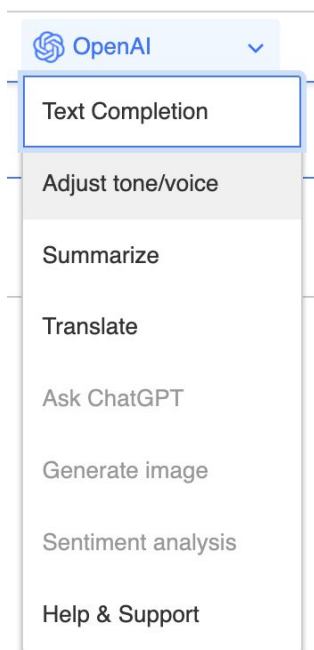 OpenAI
Text Completion
Adjust tone/voice
Summarize
Translate
Ask ChatGPT
Generate image
Sentiment analysis
Help & Support